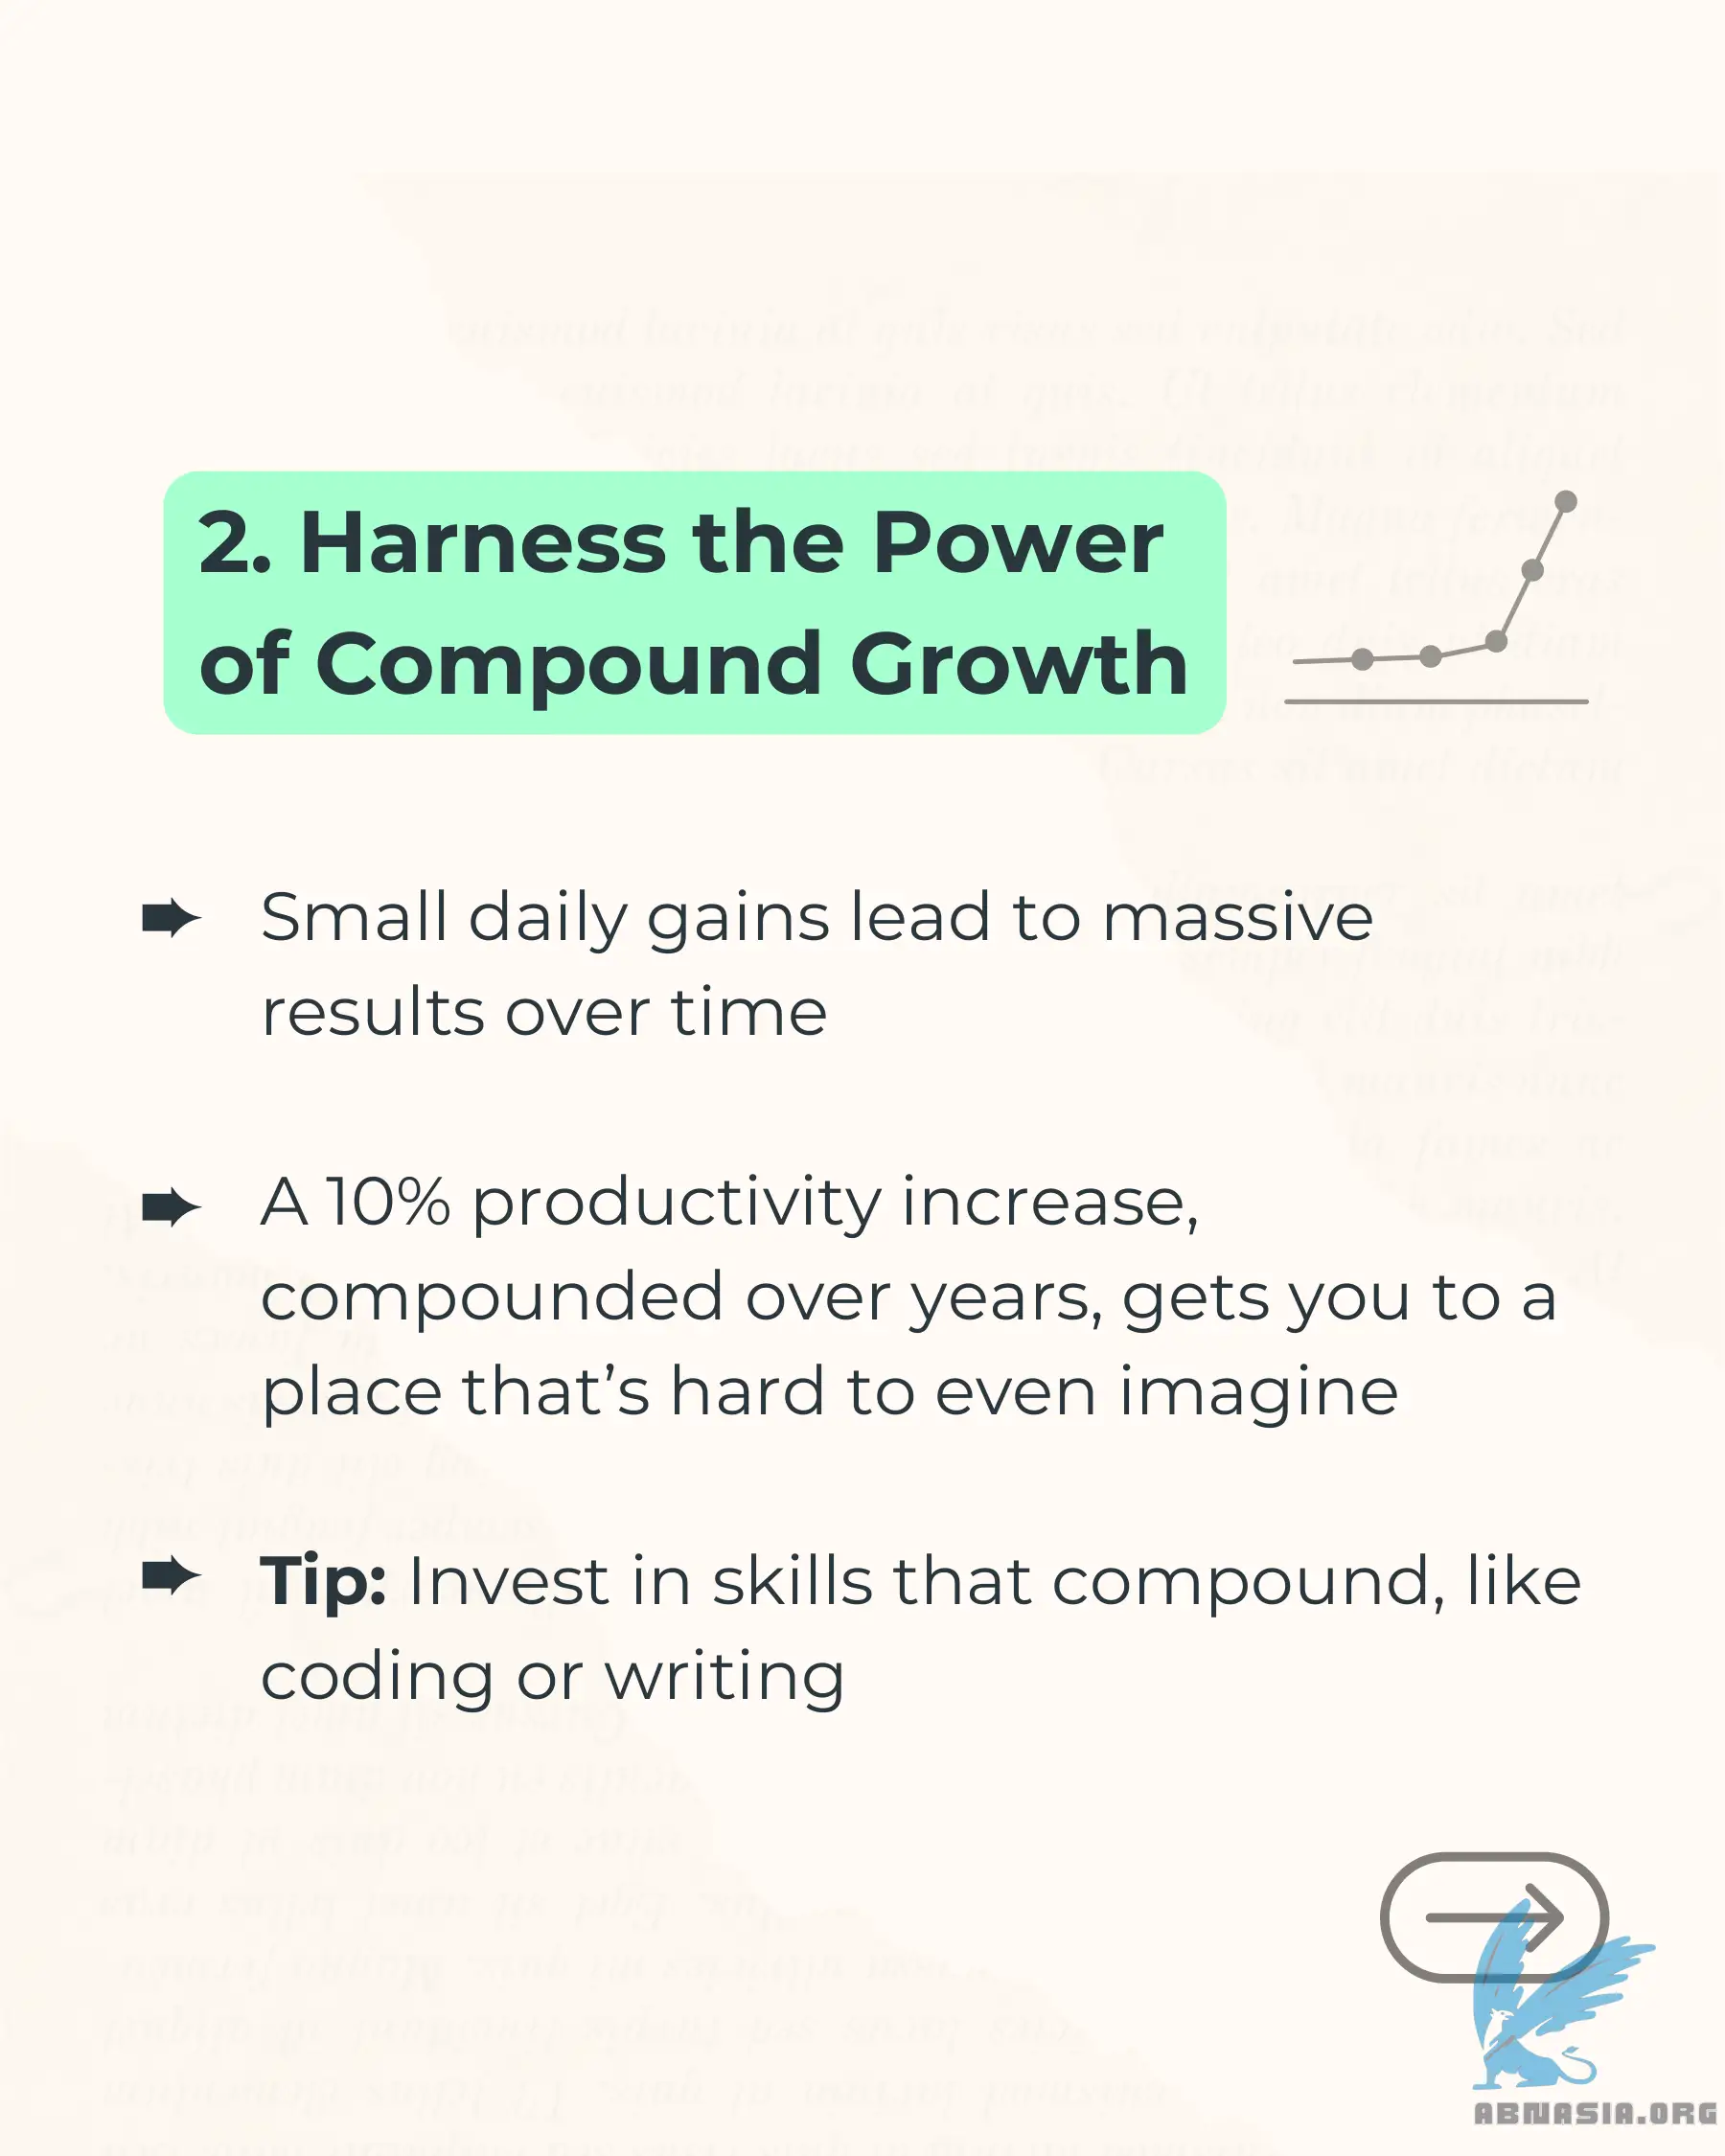 2. Harness the Power
of Compound Growth
Small daily gains lead to massive
results over time
A 10% productivity increase,
compounded over years, gets you to a
place that’s hard to even imagine
Tip: Invest in skills that compound, like
coding or writing
ABNASIA.ORG